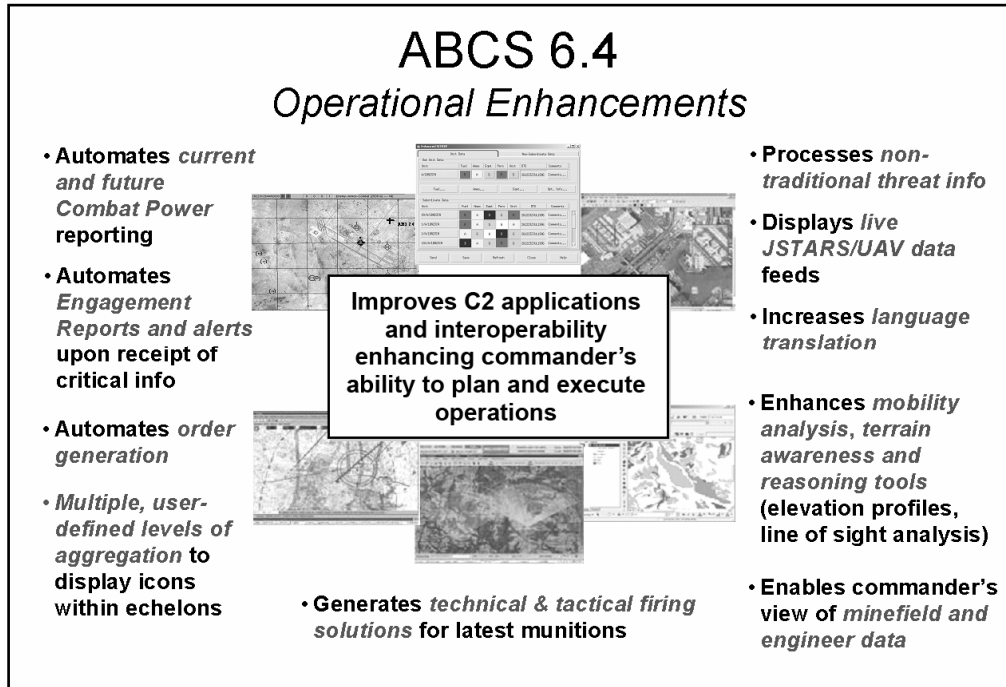 ABCS 6.4
Operational Enhancements
• Automates current
and future
Combat Power
reporting
• Automates
Engagement
Reports and alerts
upon receipt of
critical info
• Automates order
generation
• Multiple, user-
defined levels of
aggregation to
display icons
within echelons
Improves C2 applications
and interoperability
enhancing commander's
ability to plan and execute
operations
• Generates technical & tactical firing
solutions for latest munitions
• Processes non-
traditional threat info
• Displays live
JSTARS/UAV data
feeds
• Increases language
translation
• Enhances mobility
analysis, terrain
awareness and
reasoning tools
(elevation profiles,
line of sight analysis)
• Enables commander's
view of minefield and
engineer data